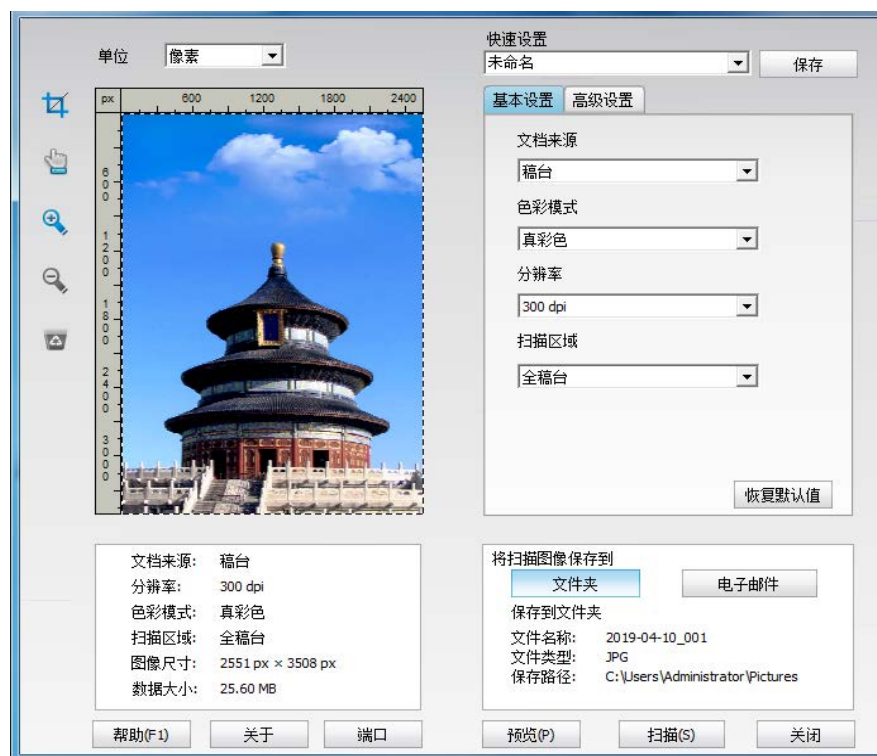 单位 像素
px 600 1200 1800 2400
600
1200
1800
2400
3000
快速设置
未命名 保存
基本设置 高级设置
文档来源
稿台
色彩模式
真彩色
分辨率
300 dpi
扫描区域
全稿台
恢复默认值
文档来源: 稿台
分辨率: 300 dpi
色彩模式: 真彩色
扫描区域: 全稿台
图像尺寸: 2551 px × 3508 px
数据大小: 25.60 MB
将扫描图像保存到
文件夹 电子邮件
保存到文件夹
文件名称: 2019-04-10_001
文件类型: JPG
保存路径: C:\Users\Administrator\Pictures
帮助(F1) 关于 端口 预览(P) 扫描(S) 关闭